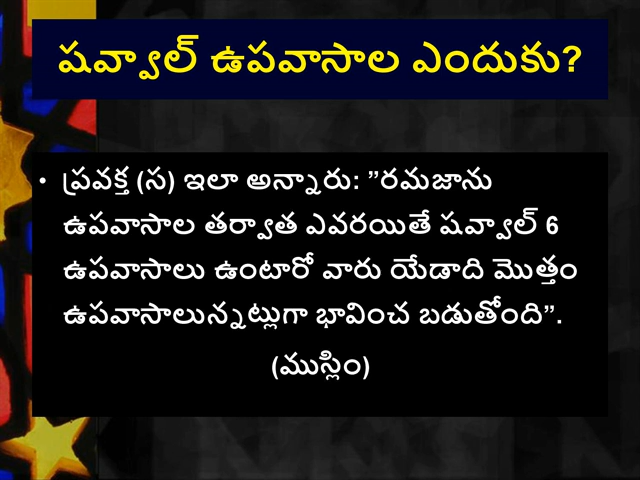 షవ్వాల్ ఉపవాసాల ఎందుకు?
• ప్రవక్త (స) ఇలా అన్నారు: ”రమజాను
ఉపవాసాల తర్వాత ఎవరయితే షవ్వాల్ 6
ఉపవాసాలు ఉంటారో వారు యేడాది మొత్తం
ఉపవాసాలున్నట్లుగా భావించ బడుతోంది”.
(ముస్లిం)